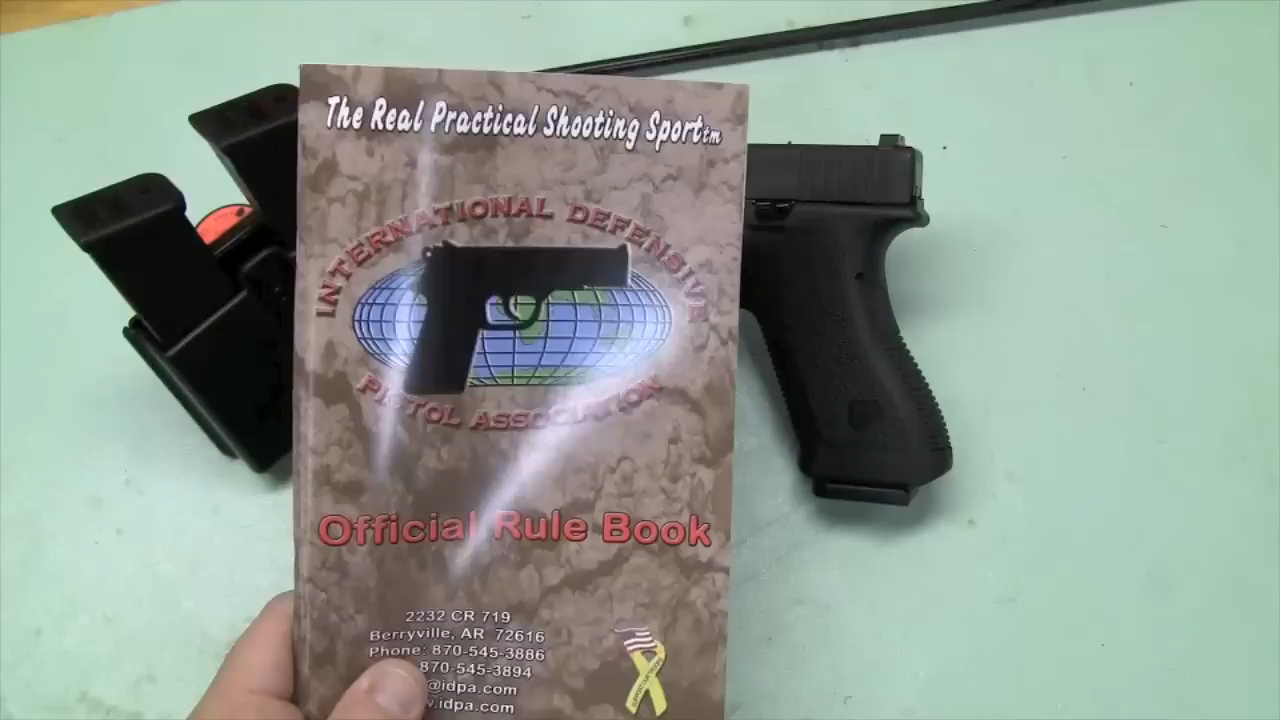 The Real Practical Shooting Sport™
INTERNATIONAL DEFENSIVE
PISTOL ASSOCIATION
Official Rule Book
2232 CR 719
Berryville, AR 72616
Phone: 870-545-3886
870-545-3894
@idpa.com
.idpa.com